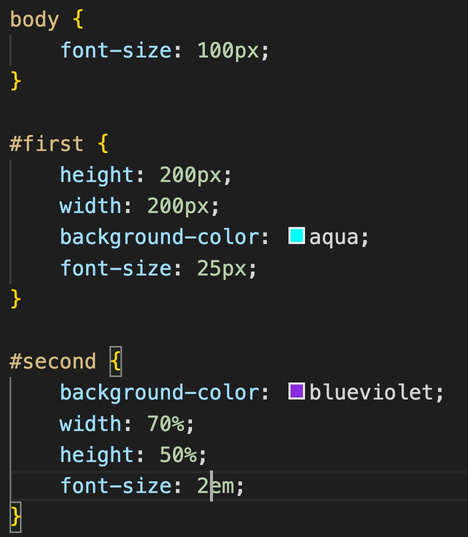 body {
    font-size: 100px;
}

#first {
    height: 200px;
    width: 200px;
    background-color: aqua;
    font-size: 25px;
}

#second {
    background-color: blueviolet;
    width: 70%;
    height: 50%;
    font-size: 2em;
}